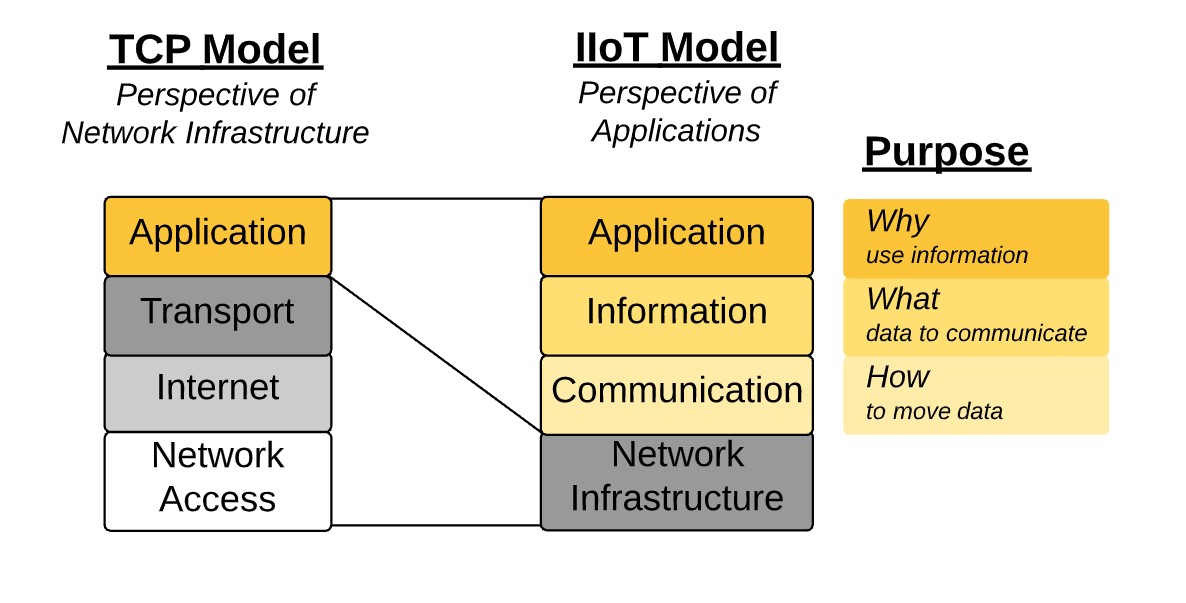 TCP Model
Perspective of
Network Infrastructure
IIoT Model
Perspective of
Applications
Purpose
Application
Transport
Internet
Network
Access
Application
Information
Communication
Network
Infrastructure
Why
use information
What
data to communicate
How
to move data